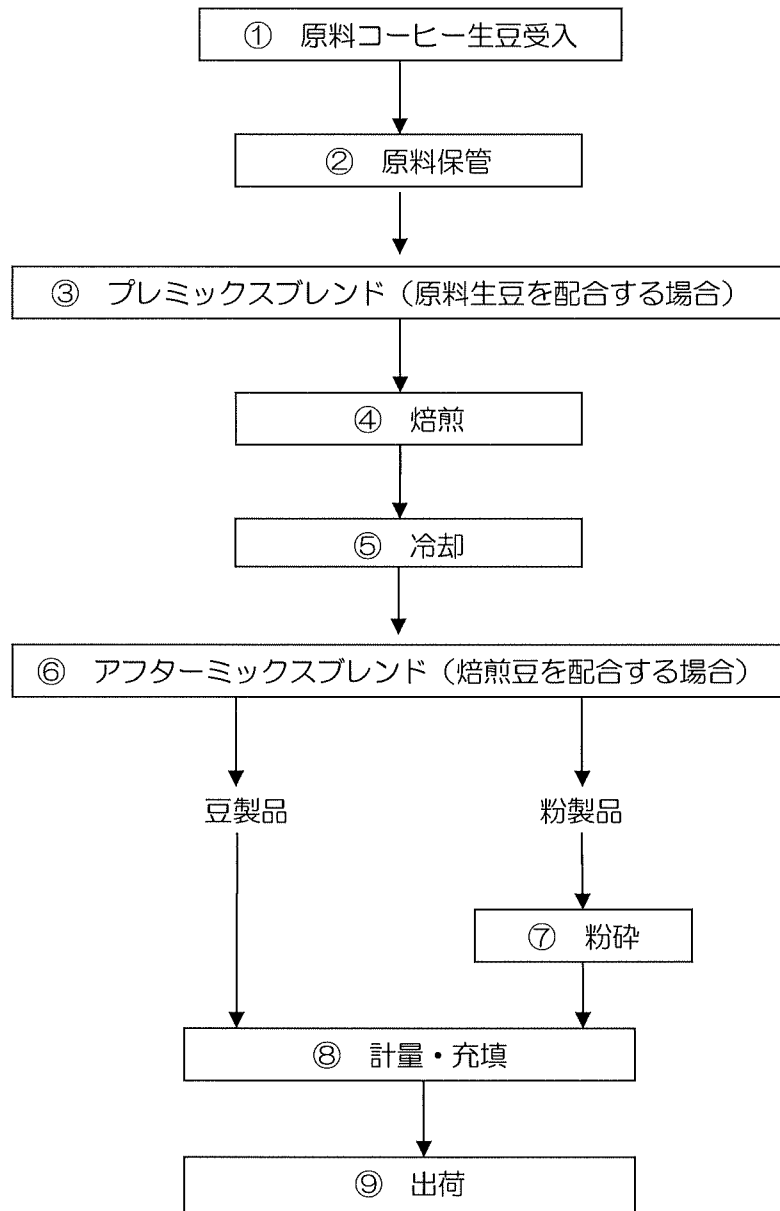 ① 原料コーヒー生豆受入
② 原料保管
③ プレミックスブレンド（原料生豆を配合する場合）
④ 焙煎
⑤ 冷却
⑥ アフターミックスブレンド（焙煎豆を配合する場合）
豆製品
粉製品
⑦ 粉砕
⑧ 計量・充填
⑨ 出荷